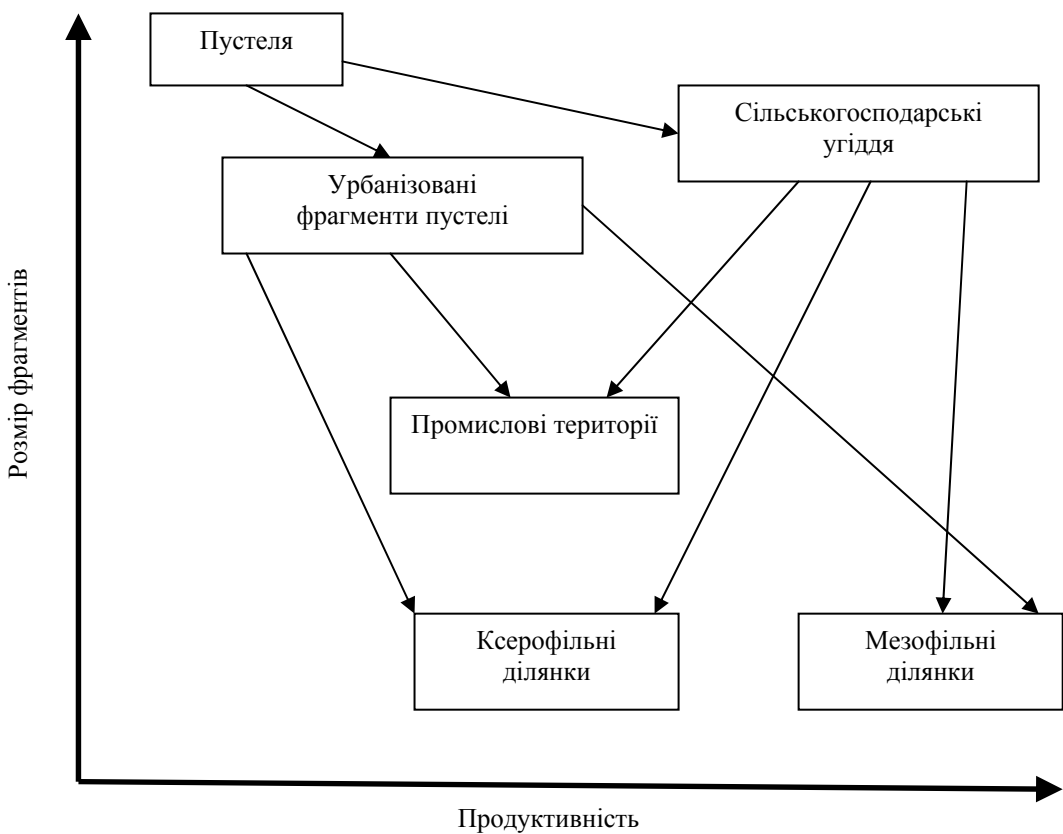 Пустеля
Сільськогосподарські
угіддя
Урбанізовані
фрагменти пустелі
Розмір фрагментів
Промислові території
Ксерофільні
ділянки
Мезофільні
ділянки
Продуктивність